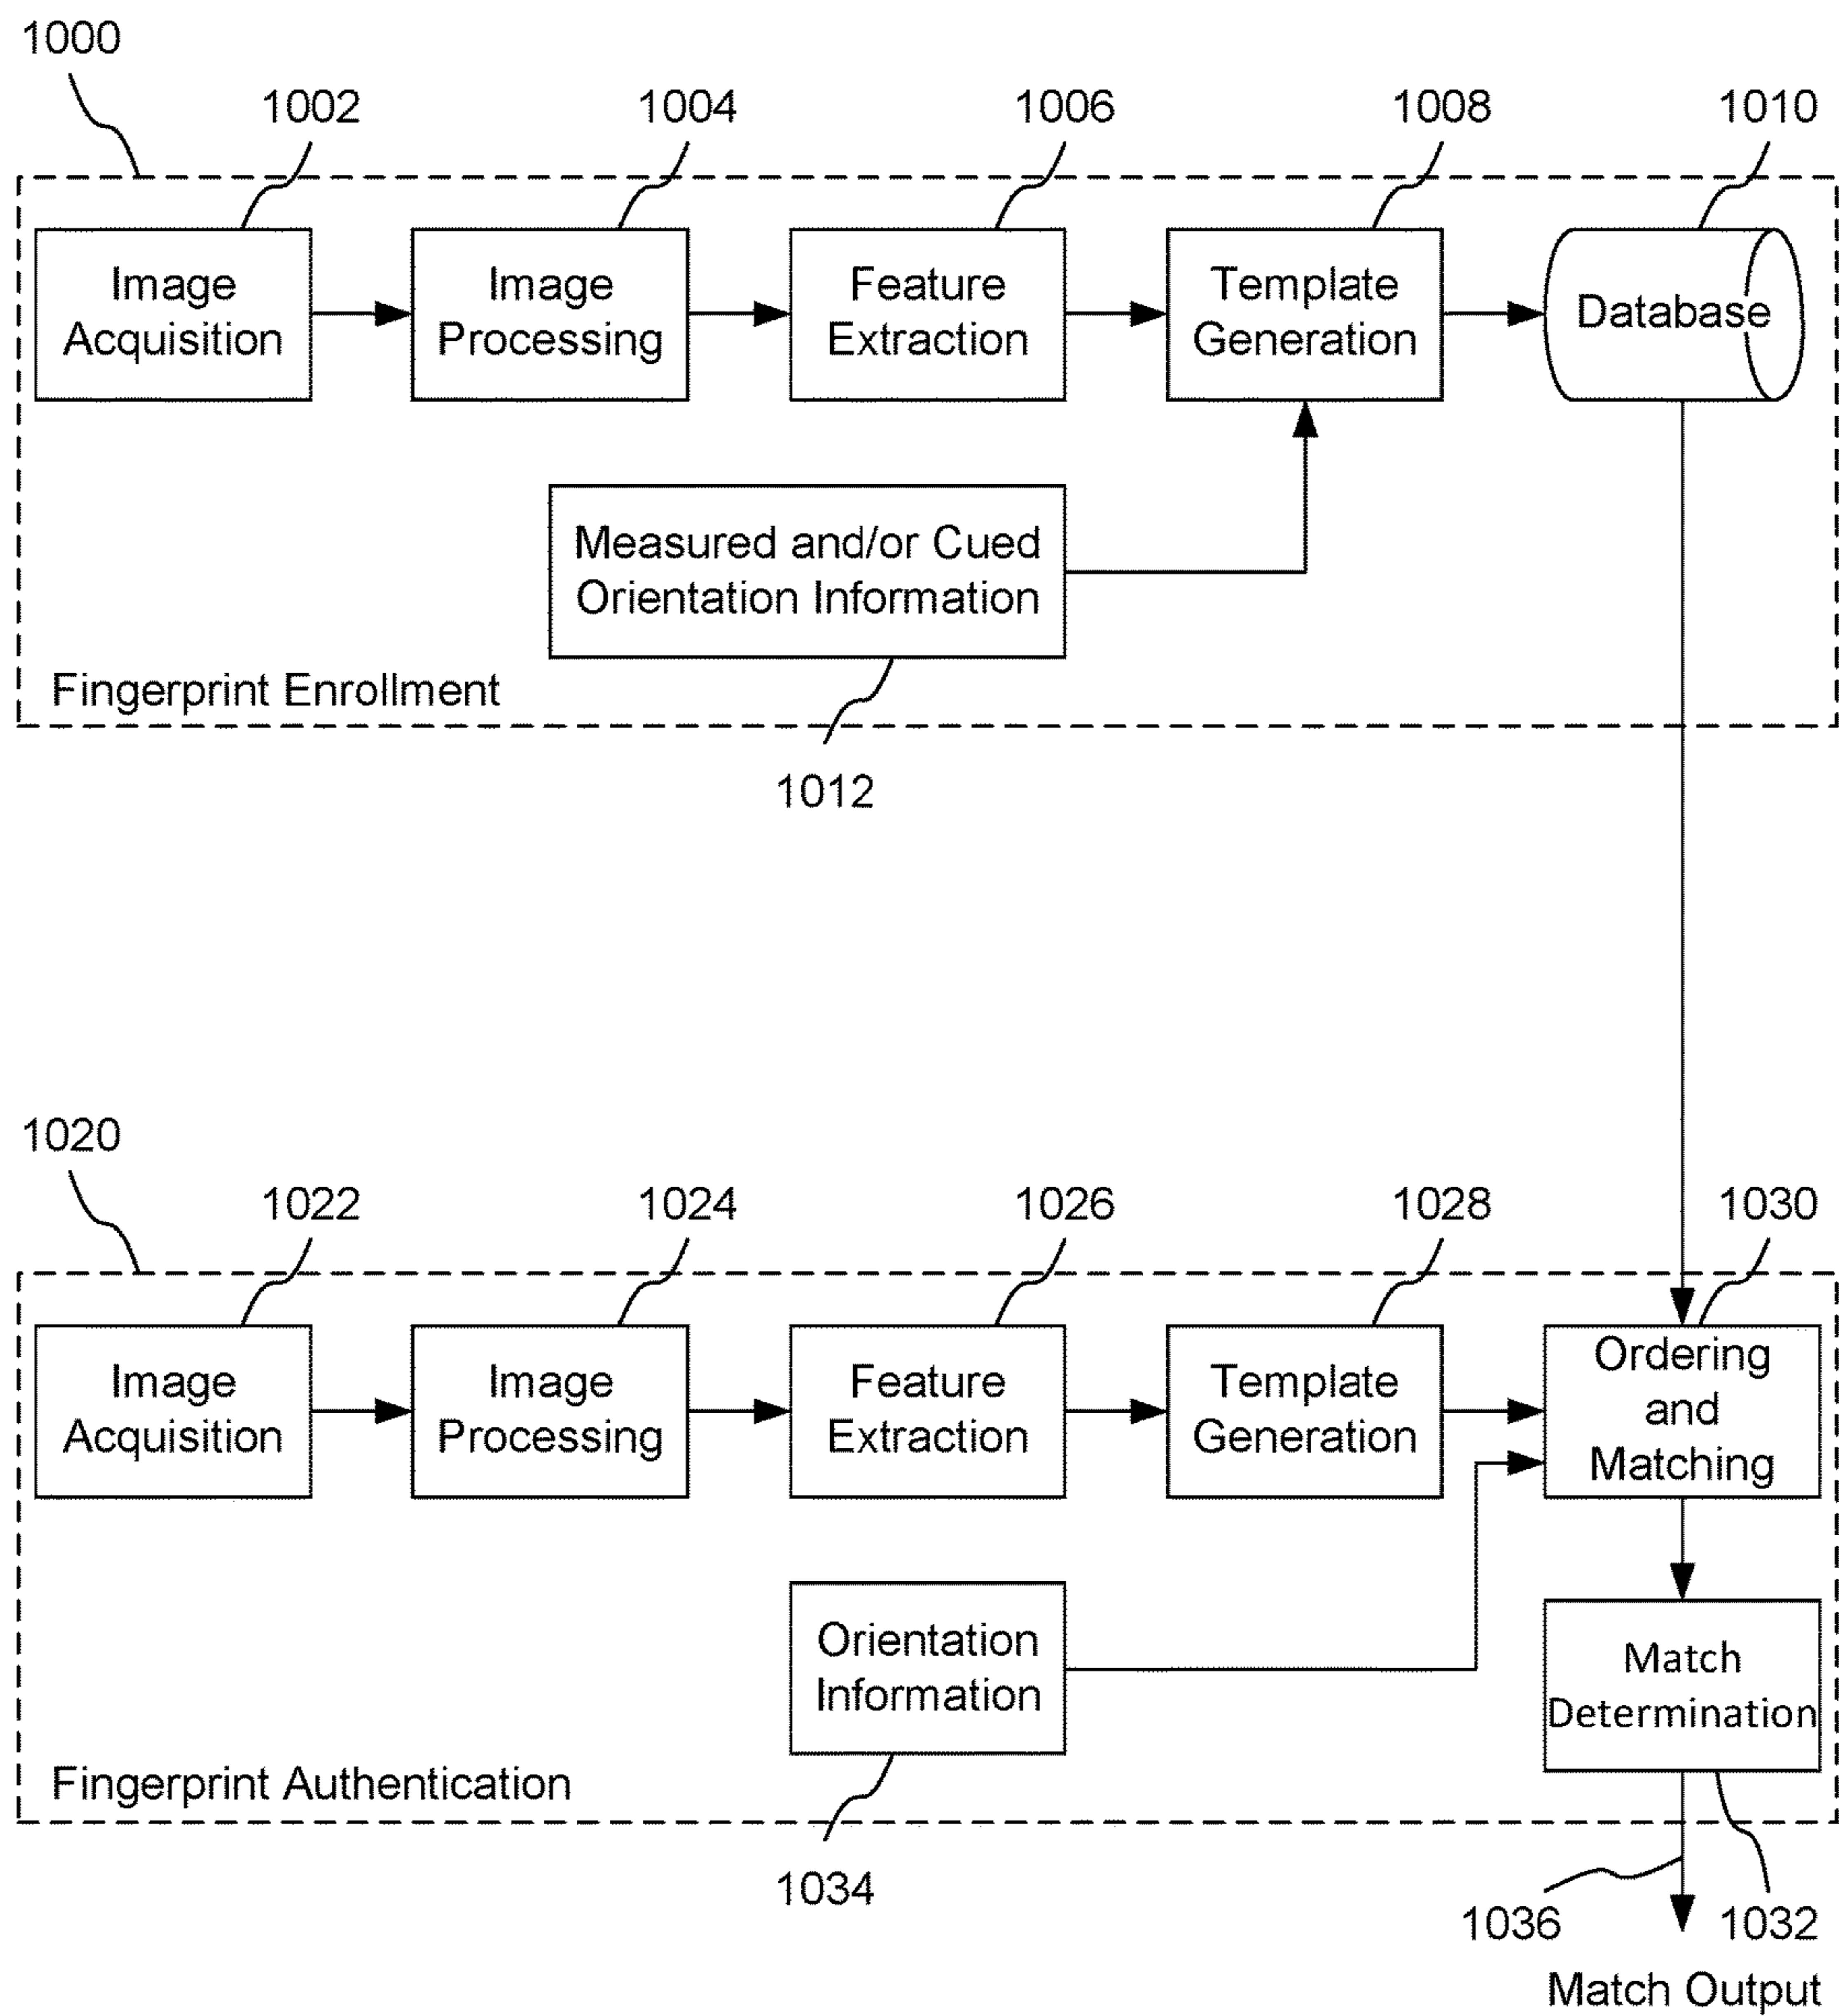 1000
1002
1004
1006
1008
1010
Image
Acquisition
Image
Processing
Feature
Extraction
Template
Generation
Database
Measured and/or Cued
Orientation Information
Fingerprint Enrollment
1012
1020
1022
1024
1026
1028
1030
Image
Acquisition
Image
Processing
Feature
Extraction
Template
Generation
Ordering
and
Matching
Orientation
Information
Match
Determination
Fingerprint Authentication
1034
1036
1032
Match Output